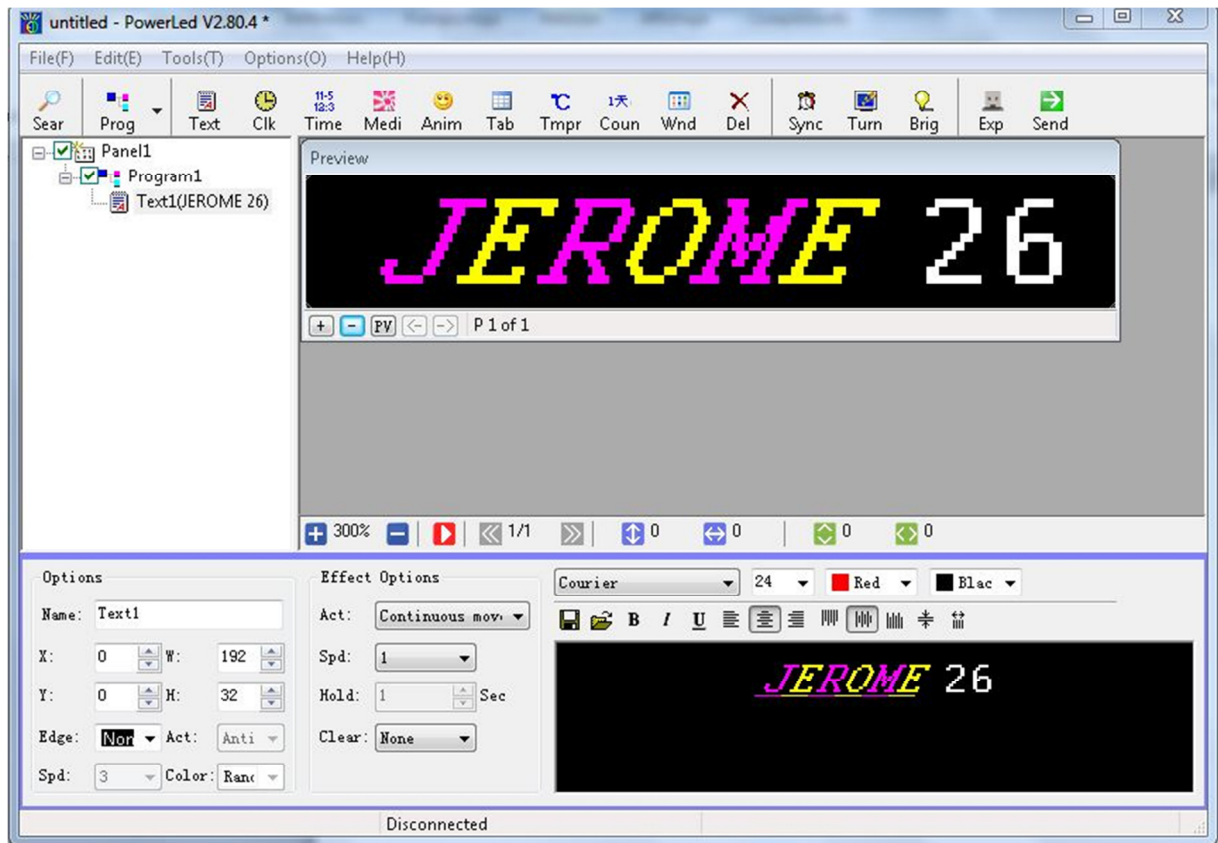 untitled - PowerLed V2.80.4 *
File(F) Edit(E) Tools(T) Options(O) Help(H)
11-5
12:3
℃ 1天
Sear Prog Text Clk Time Medi Anim Tab Tmpr Coun Wnd Del Sync Turn Brig Exp Send
Panel1
Program1
Text1(JEROME 26)
Preview
JEROME 26
+ - PV <- -> P 1 of 1
300% 1/1 0 0 0 0
Options
Name: Text1
X: 0 W: 192
Y: 0 H: 32
Edge: Non Act: Anti
Spd: 3 Color: Rand
Effect Options
Act: Continuous mov
Spd: 1
Hold: 1 Sec
Clear: None
Courier 24 Red Blac
B I U
JEROME 26
Disconnected